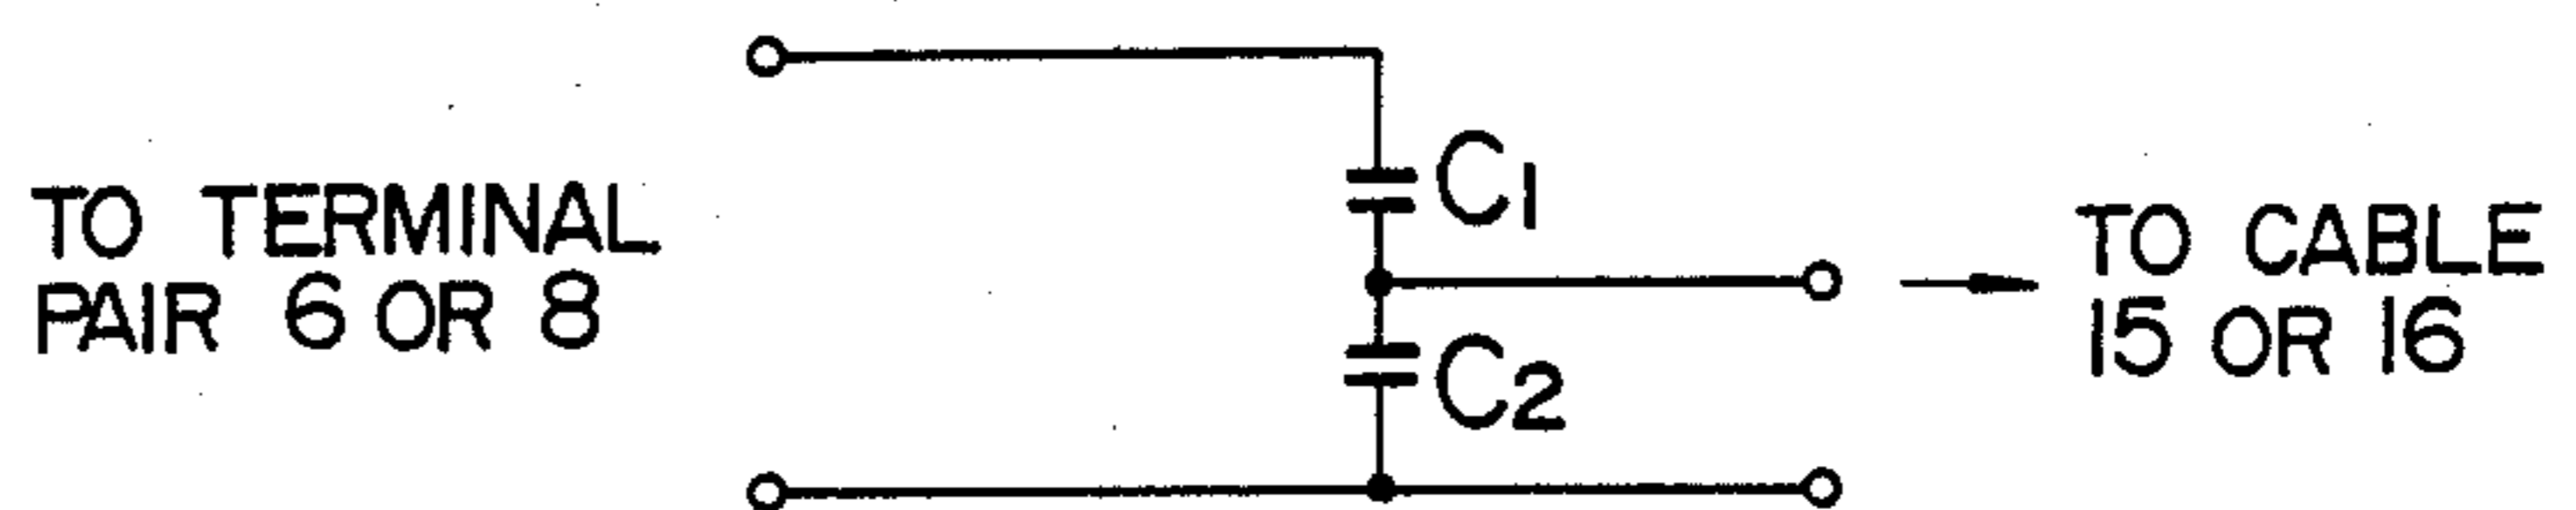 TO TERMINAL
PAIR 6 OR 8
C1
C2
TO CABLE
15 OR 16